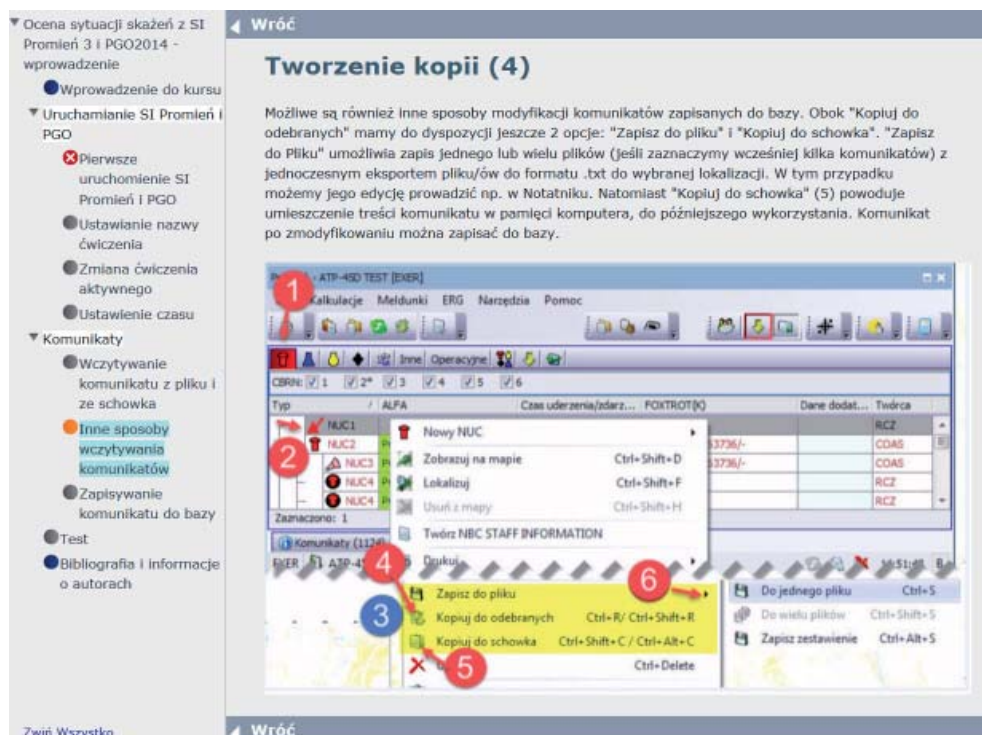 Ocena sytuacji skażeń z SI
Promień 3 i PGO2014 -
wprowadzenie
Wprowadzenie do kursu
Uruchamianie SI Promień i
PGO
Pierwsze
uruchomienie SI
Promień i PGO
Ustawianie nazwy
ćwiczenia
Zmiana ćwiczenia
aktywnego
Ustawienie czasu
Komunikaty
Wczytywanie
komunikatu z pliku i
ze schowka
Inne sposoby
wczytywania
komunikatów
Zapisywanie
komunikatu do bazy
Test
Bibliografia i informacje
o autorach
Zwiń Wszystko
Wróć
Tworzenie kopii (4)
Możliwe są również inne sposoby modyfikacji komunikatów zapisanych do bazy. Obok "Kopiuj do
odebranych" mamy do dyspozycji jeszcze 2 opcje: "Zapisz do pliku" i "Kopiuj do schowka". "Zapisz
do Pliku" umożliwia zapis jednego lub wielu plików (jeśli zaznaczymy wcześniej kilka komunikatów) z
jednoczesnym eksportem pliku/ów do formatu .txt do wybranej lokalizacji. W tym przypadku
możemy jego edycję prowadzić np. w Notatniku. Natomiast "Kopiuj do schowka" (5) powoduje
umieszczenie treści komunikatu w pamięci komputera, do późniejszego wykorzystania. Komunikat
po zmodyfikowaniu można zapisać do bazy.
- ATP-45D TEST [EXER]
1
Kalkulacje Meldunki ERG Narzędzia Pomoc
Inne Operacyjne
CBRN: 1 2* 3 4 5 6
Typ / ALFA Czas uderzenia/zdarz... FOXTROT(K) Dane dodat... Twórca
NUC1 RCZ
2 NUC2 53736/- COAS
NUC3 53736/- COAS
NUC4 RCZ
NUC4 RCZ
Zaznaczono: 1
Komunikaty (1124
EXER ATP-45
Nowy NUC
Zobrazuj na mapie Ctrl+Shift+D
Lokalizuj Ctrl+Shift+F
Usuń z mapy Ctrl+Shift+H
Twórz NBC STAFF INFORMATION
Drukuj
4 6
Zapisz do pliku
3 Kopiuj do odebranych Ctrl+R/ Ctrl+Shift+R
Kopiuj do schowka Ctrl+Shift+C / Ctrl+Alt+C
5 Ctrl+Delete
Do jednego pliku Ctrl+S
Do wielu plików Ctrl+Shift+S
Zapisz zestawienie Ctrl+Alt+S
Wróć